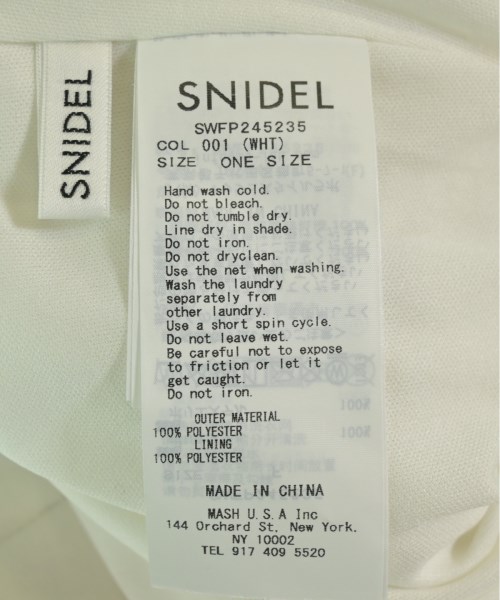 SNIDEL
SNIDEL
SWFP245235
COL 001 (WHT)
SIZE ONE SIZE
Hand wash cold.
Do not bleach.
Do not tumble dry.
Line dry in shade.
Do not iron.
Do not dryclean.
Use the net when washing.
Wash the laundry
separately from
other laundry.
Use a short spin cycle.
Do not leave wet.
Be careful not to expose
to friction or let it
get caught.
Do not iron.
OUTER MATERIAL
100% POLYESTER
LINING
100% POLYESTER
MADE IN CHINA
MASH U.S.A Inc
144 Orchard St, New York.
NY 10002
TEL 917 409 5520